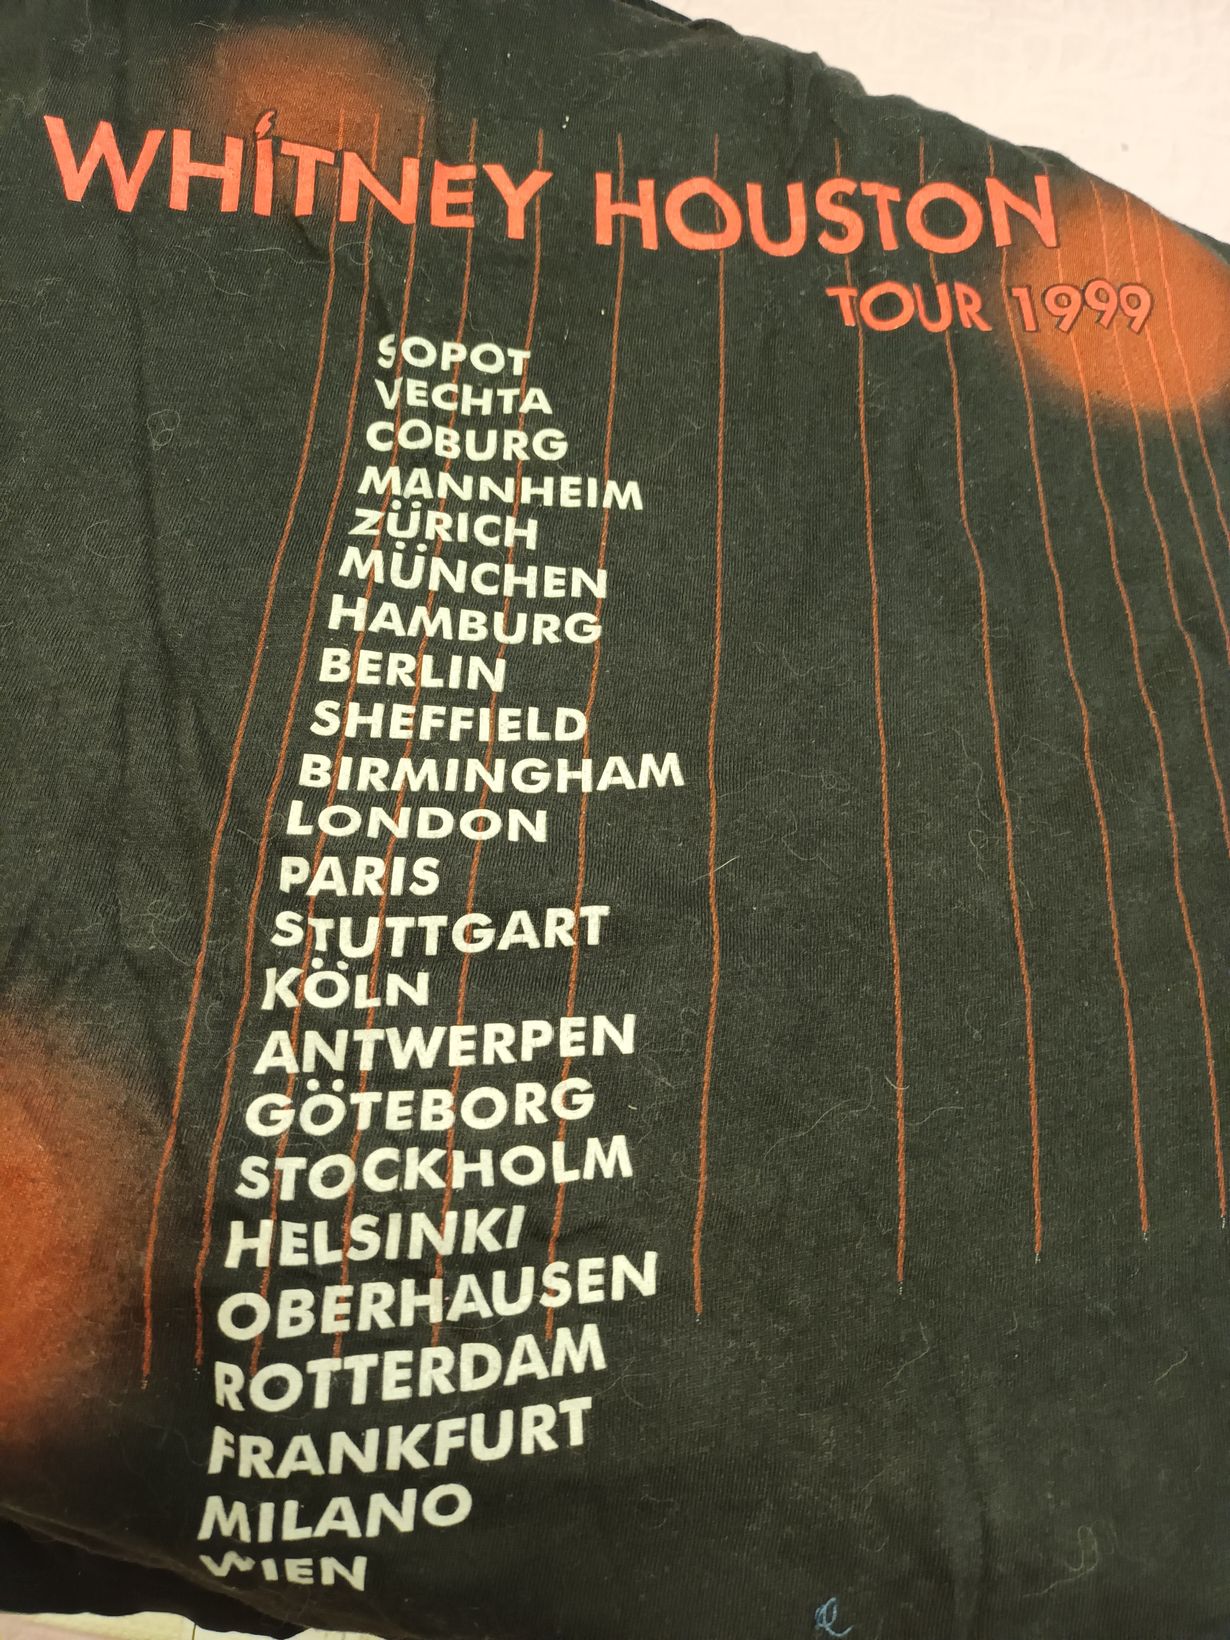 WHITNEY HOUSTON
TOUR 1999
SOPOT
VECHTA
COBURG
MANNHEIM
ZÜRICH
MÜNCHEN
HAMBURG
BERLIN
SHEFFIELD
BIRMINGHAM
LONDON
PARIS
STUTTGART
KÖLN
ANTWERPEN
GÖTEBORG
STOCKHOLM
HELSINKI
OBERHAUSEN
ROTTERDAM
FRANKFURT
MILANO
WIEN